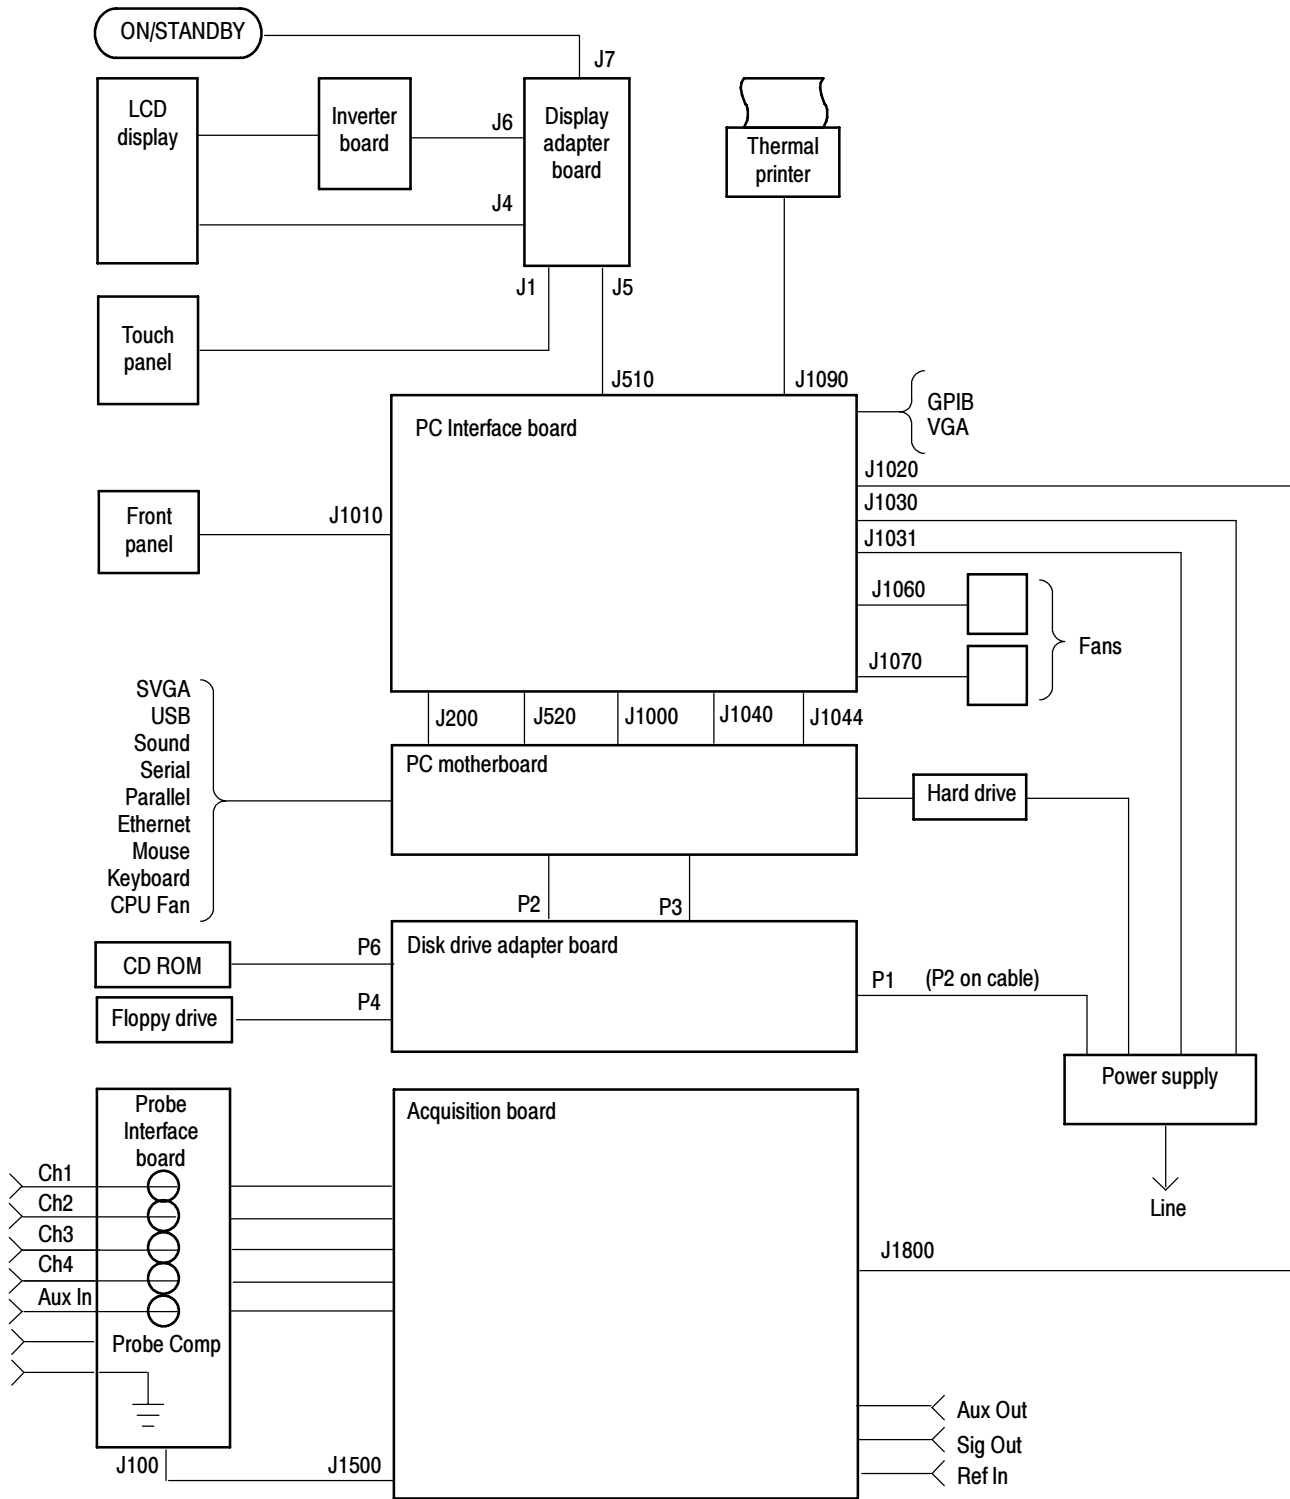 ON/STANDBY
J7
LCD
display
Inverter
board
J6
Display
adapter
board
J4
Thermal
printer
J1
J5
Touch
panel
J510
J1090
PC Interface board
GPIB
VGA
J1020
J1030
J1031
Front
panel
J1010
J1060
J1070
Fans
J200
J520
J1000
J1040
J1044
SVGA
USB
Sound
Serial
Parallel
Ethernet
Mouse
Keyboard
CPU Fan
PC motherboard
Hard drive
P2
P3
Disk drive adapter board
CD ROM
P6
Floppy drive
P4
P1
(P2 on cable)
Power supply
Line
Probe
Interface
board
Acquisition board
Ch1
Ch2
Ch3
Ch4
Aux In
Probe Comp
J1800
Aux Out
Sig Out
Ref In
J100
J1500